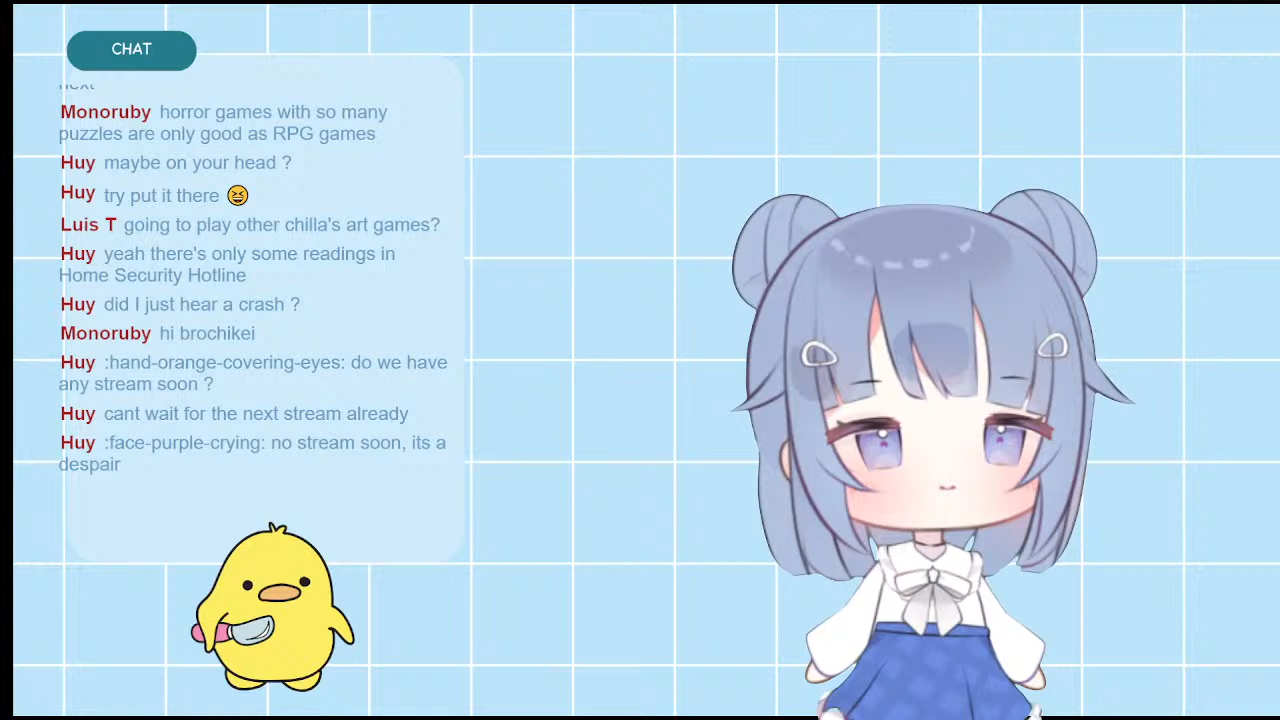 CHAT
next
Monoruby horror games with so many
puzzles are only good as RPG games
Huy maybe on your head ?
Huy try put it there 😆
Luis T going to play other chilla's art games?
Huy yeah there's only some readings in
Home Security Hotline
Huy did I just hear a crash ?
Monoruby hi brochikei
Huy :hand-orange-covering-eyes: do we have
any stream soon ?
Huy cant wait for the next stream already
Huy :face-purple-crying: no stream soon, its a
despair